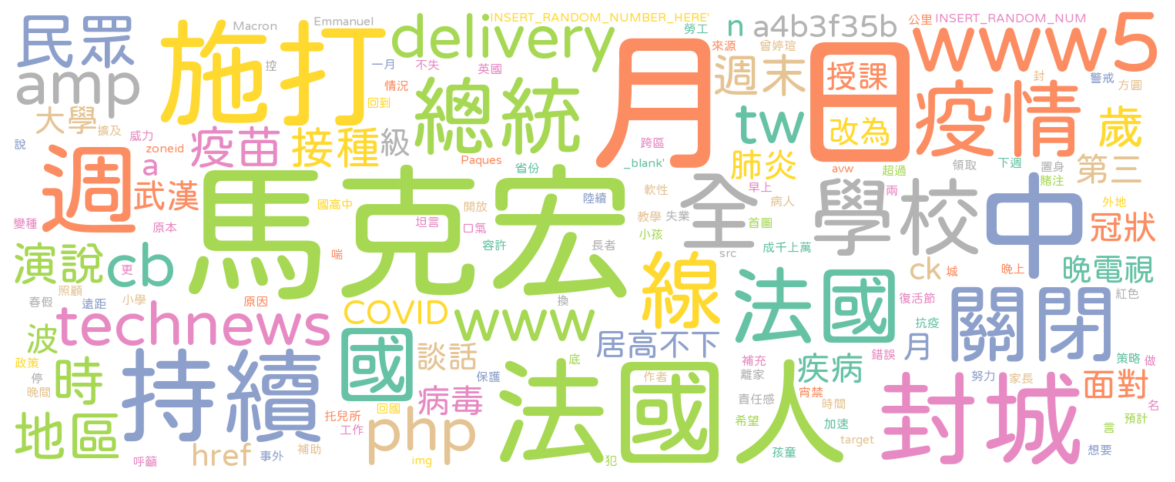 民眾
施打
delivery
Macron
Emmanuel
INSERT_RANDOM_NUMBER_HERE'
勞工
n
a4b3f35b
公里
INSERT_RANDOM_NUM
www5
amp
控
一月
不失
英國
情況
回到
總統
月
週末
來源
曾婷瑄
日
授課
改為
疫情
封
警戒
方圓
歲
大學
擴及
威力
zoneid
說
疫苗
接種
級
Paques
省份
跨區
_blank'
tw
肺炎
avw
超過
領取
下週
置身
賭注
第三
週
a
武漢
變種
原本
馬克宏
國高中
坦言
開放
口氣
容許
陸續
長者
軟性
教學
失業
小孩
早上
病人
首圖
兩
全
src
成千上萬
學校
中
外地
冠狀
演說
更
cb
喘
線
法國
ck
城
晚上
晚電視
紅色
春假
照顧
遠距
小學
原因
technews
COVID
www
換
居高不下
復活節
抗疫
錯誤
月
關閉
波
政策
停
晚間
時
地區
持續
國
談話
病毒
保護
底
法國人
作者
補充
離家
責任感
希望
疾病
宵禁
時間
加速
target
孩童
努力
家長
封城
策略
做
面對
名
言
預計
想要
呼籲
href
事外
補助
托兒所
工作
回國
php
img
犯